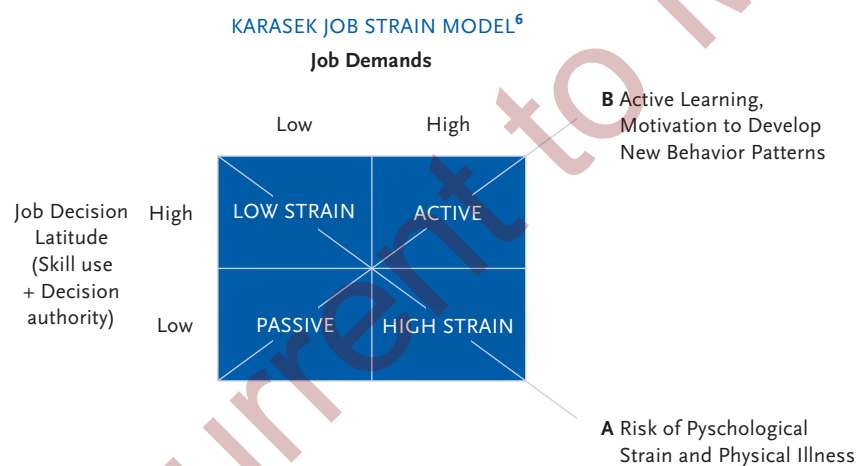 KARASEK JOB STRAIN MODEL6
Job Demands
Low High
B Active Learning,
Motivation to Develop
New Behavior Patterns
Job Decision
Latitude
(Skill use
+ Decision
authority)
High
LOW STRAIN ACTIVE
Low
PASSIVE HIGH STRAIN
A Risk of Pyschological
Strain and Physical Illness
urrent to